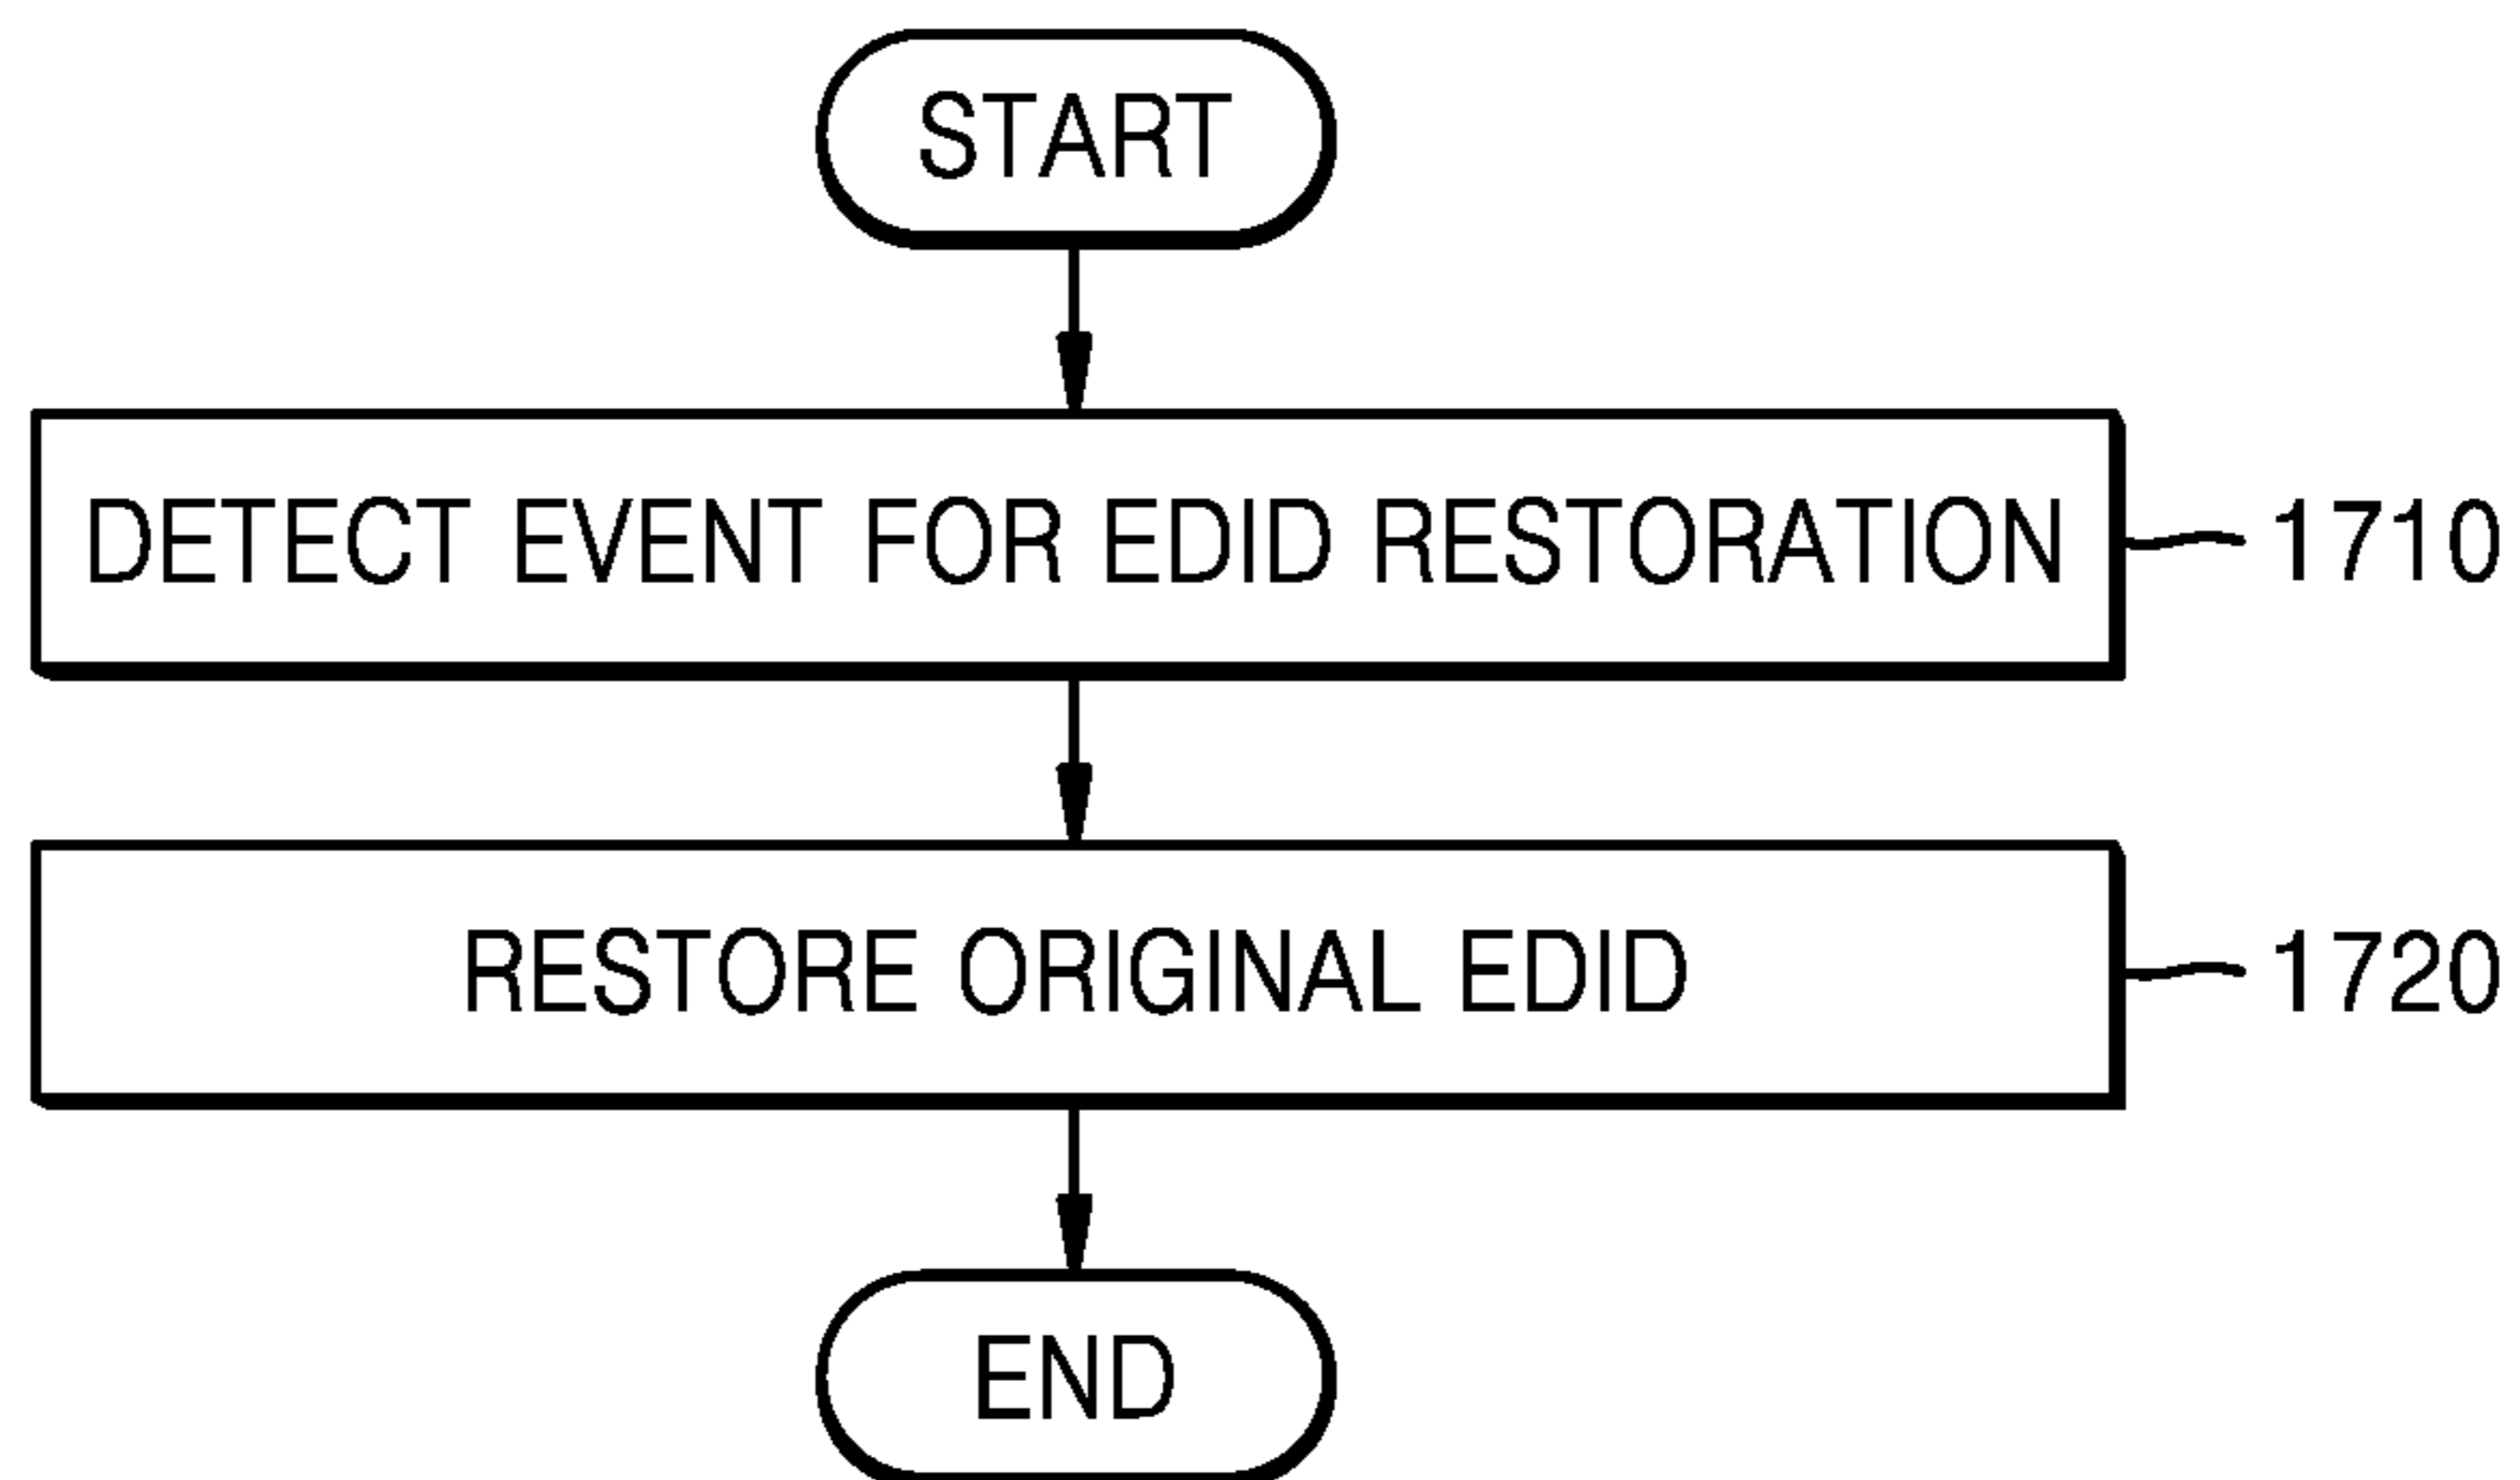 START
DETECT EVENT FOR EDID RESTORATION
1710
RESTORE ORIGINAL EDID
1720
END